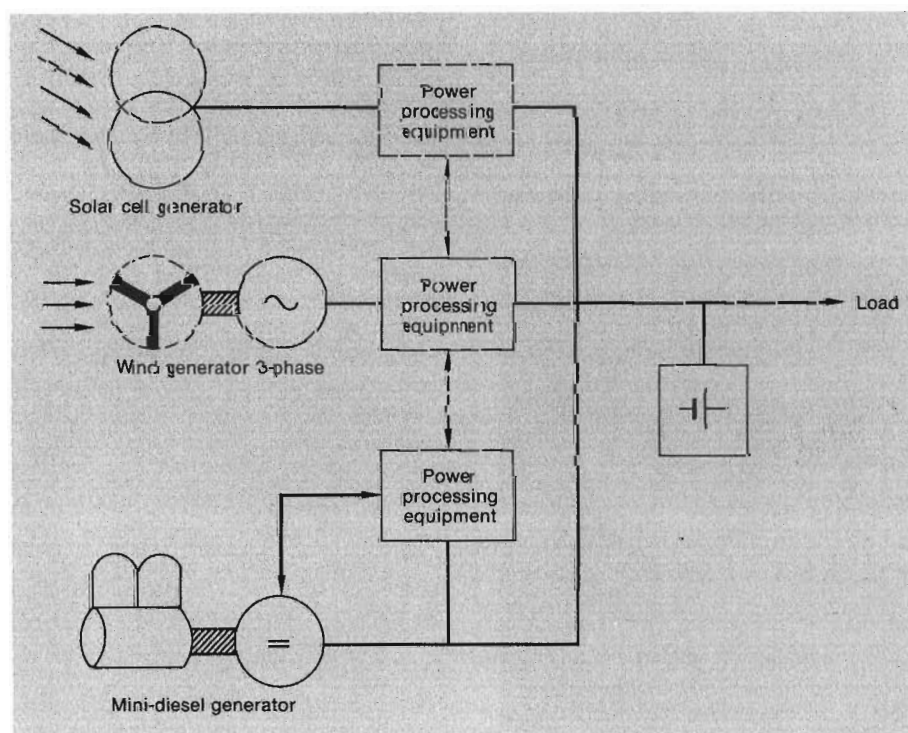 Power
processing
equipment
Solar cell generator
Power
processing
equipment
Load
Wind generator 3-phase
Power
processing
equipment
Mini-diesel generator